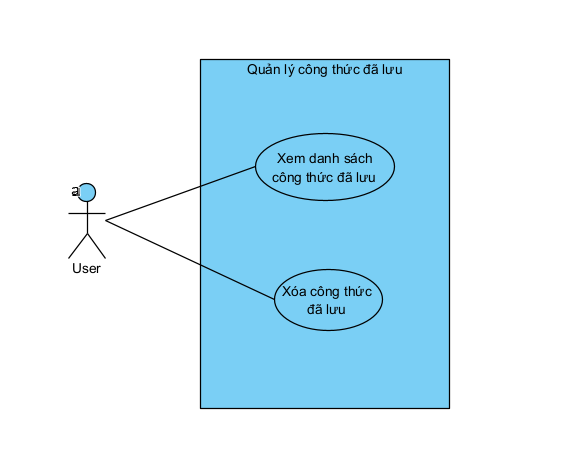 Quản lý công thức đã lưu
Xem danh sách
công thức đã lưu
a
User
Xóa công thức
đã lưu